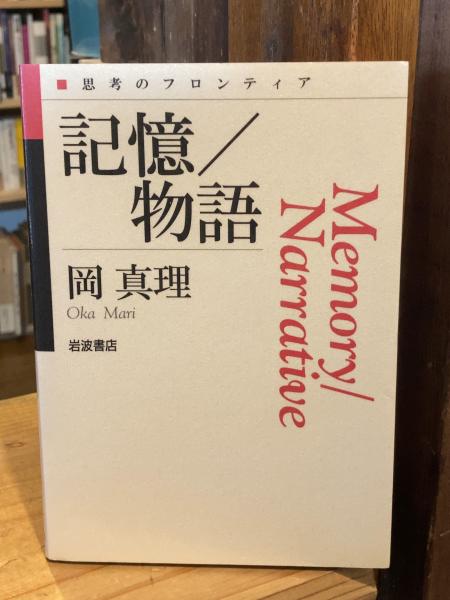 思考のフロンティア
記憶／
物語
Memory/
Narrative
岡 真理
Oka Mari
岩波書店